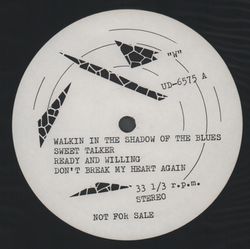 "W"
UD-6575 A
WALKIN IN THE SHADOW OF THE BLUES
SWEET TALKER
READY AND WILLING
DON'T BREAK MY HEART AGAIN
33 1/3 r.p.m.
STEREO
NOT FOR SALE